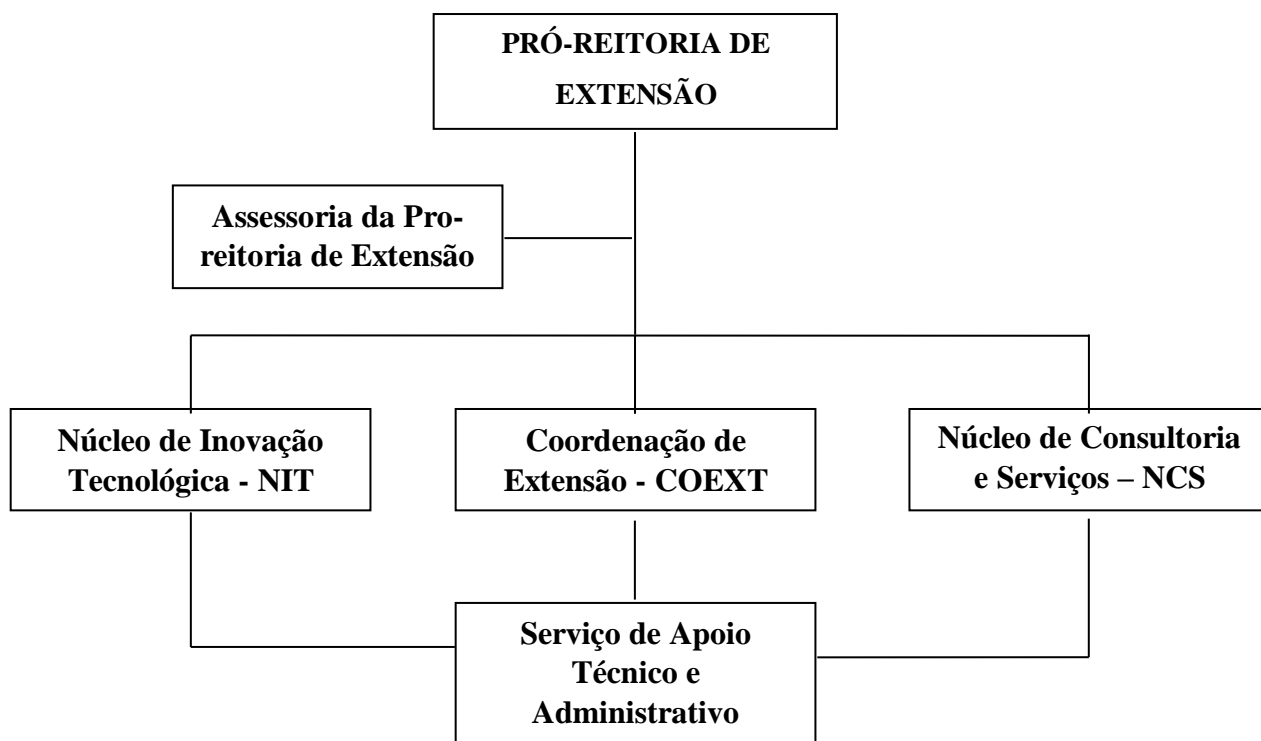 PRÓ-REITORIA DE
EXTENSÃO
Assessoria da Pro-
reitoria de Extensão
Núcleo de Inovação
Tecnológica - NIT
Coordenação de
Extensão - COEXT
Núcleo de Consultoria
e Serviços – NCS
Serviço de Apoio
Técnico e
Administrativo